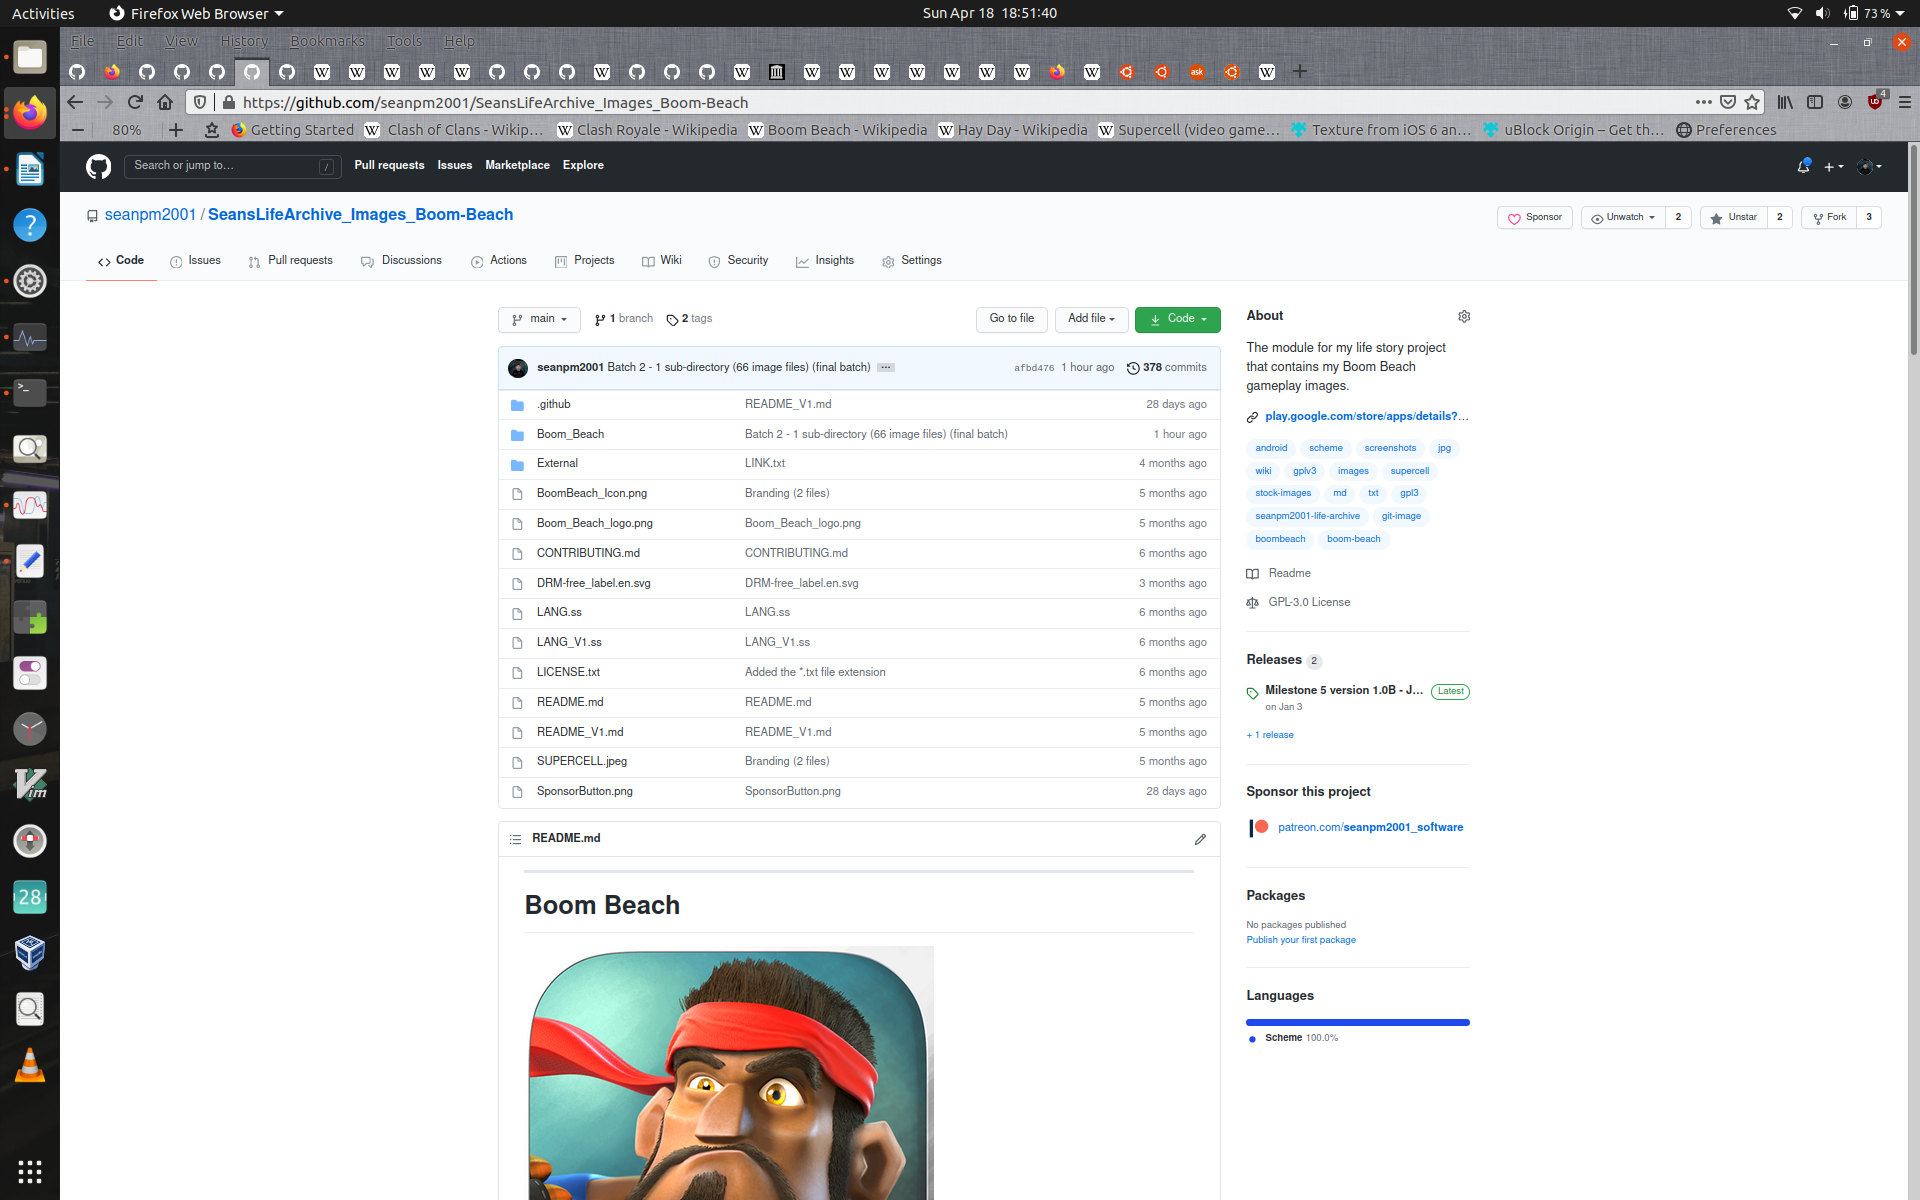 Activities
Firefox Web Browser
Sun Apr 18 18:51:40
73 %
File Edit View History Bookmarks Tools Help
https://github.com/seanpm2001/SeansLifeArchive_Images_Boom-Beach
4
80%
Getting Started
Clash of Clans - Wikip…
Clash Royale - Wikipedia
Boom Beach - Wikipedia
Hay Day - Wikipedia
Supercell (video game…
Texture from iOS 6 an…
uBlock Origin – Get th…
Preferences
Search or jump to… /
Pull requests Issues Marketplace Explore
seanpm2001 / SeansLifeArchive_Images_Boom-Beach
Sponsor Unwatch 2 Unstar 2 Fork 3
Code Issues Pull requests Discussions Actions Projects Wiki Security Insights Settings
main 1 branch 2 tags Go to file Add file Code
seanpm2001 Batch 2 - 1 sub-directory (66 image files) (final batch) ... afbd476 1 hour ago 378 commits
.github README_V1.md 28 days ago
Boom_Beach Batch 2 - 1 sub-directory (66 image files) (final batch) 1 hour ago
External LINK.txt 4 months ago
BoomBeach_Icon.png Branding (2 files) 5 months ago
Boom_Beach_logo.png Boom_Beach_logo.png 5 months ago
CONTRIBUTING.md CONTRIBUTING.md 6 months ago
DRM-free_label.en.svg DRM-free_label.en.svg 3 months ago
LANG.ss LANG.ss 6 months ago
LANG_V1.ss LANG_V1.ss 6 months ago
LICENSE.txt Added the *.txt file extension 6 months ago
README.md README.md 5 months ago
README_V1.md README_V1.md 5 months ago
SUPERCELL.jpeg Branding (2 files) 5 months ago
SponsorButton.png SponsorButton.png 28 days ago
README.md
Boom Beach
About
The module for my life story project
that contains my Boom Beach
gameplay images.
play.google.com/store/apps/details?…
android scheme screenshots jpg
wiki gplv3 images supercell
stock-images md txt gpl3
seanpm2001-life-archive git-image
boombeach boom-beach
Readme
GPL-3.0 License
Releases 2
Milestone 5 version 1.0B - J… Latest
on Jan 3
+ 1 release
Sponsor this project
patreon.com/seanpm2001_software
Packages
No packages published
Publish your first package
Languages
Scheme 100.0%
28
ask